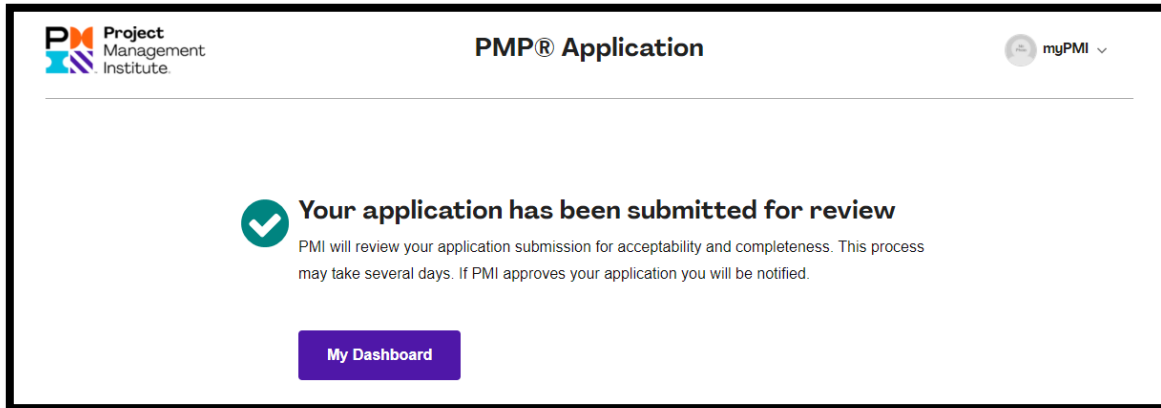 Project
Management
Institute.
PMP® Application
myPMI
Your application has been submitted for review
PMI will review your application submission for acceptability and completeness. This process
may take several days. If PMI approves your application you will be notified.
My Dashboard